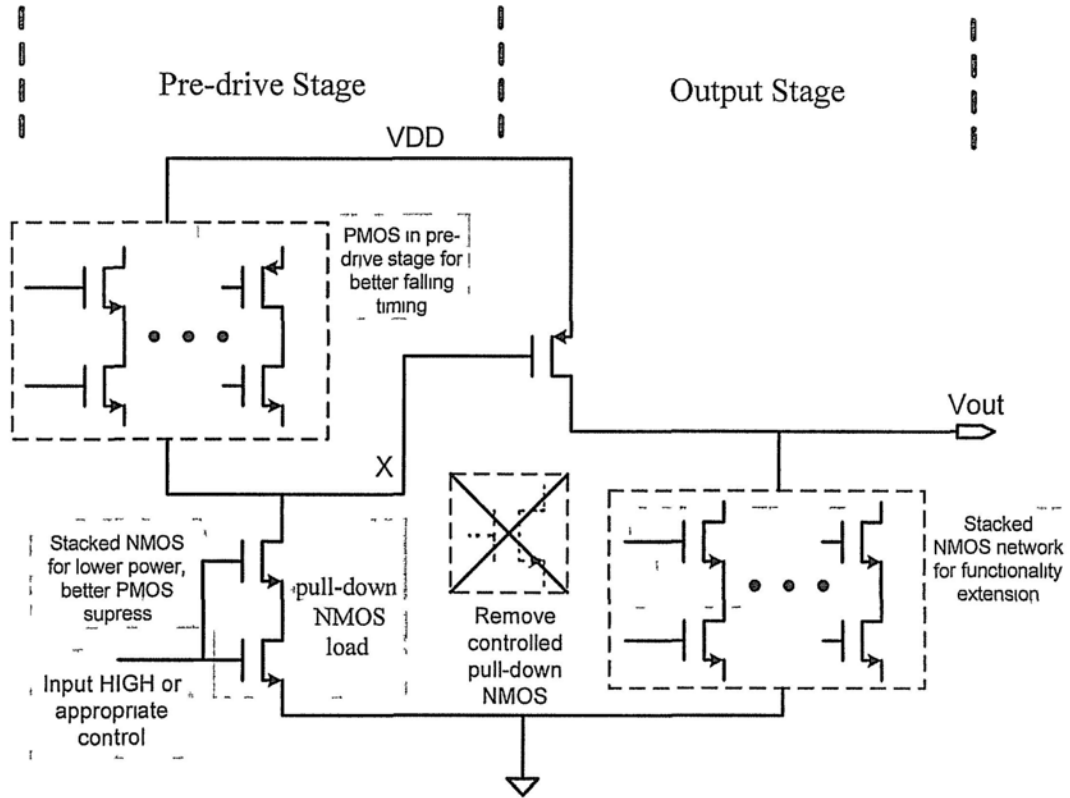 Pre-drive Stage
Output Stage
VDD
PMOS in pre-
drive stage for
better falling
timing
Vout
X
Stacked NMOS
for lower power,
better PMOS
supress
pull-down
NMOS
load
Input HIGH or
appropriate
control
Remove
controlled
pull-down
NMOS
Stacked
NMOS network
for functionality
extension